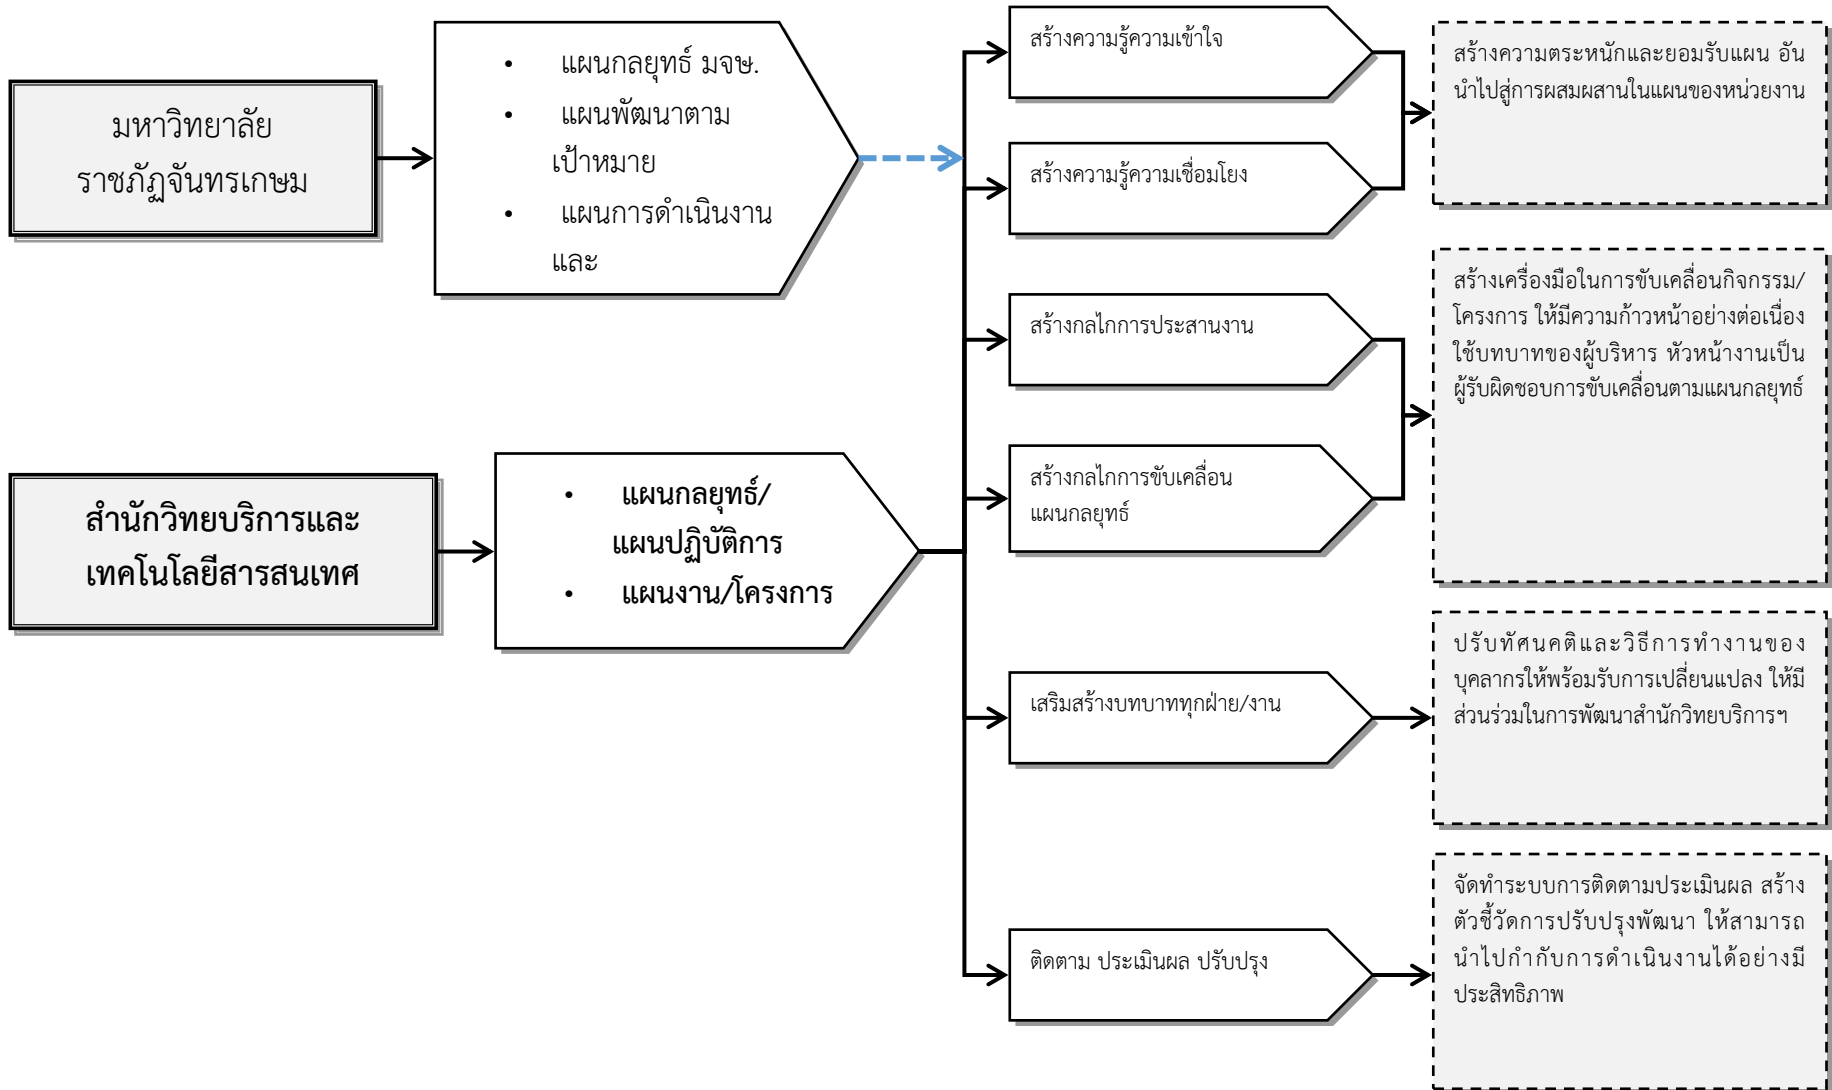 มหาวิทยาลัย
ราชภัฏจันทรเกษม
• แผนกลยุทธ์ มจษ.
• แผนพัฒนาตาม
เป้าหมาย
• แผนการดำเนินงาน
และ
สำนักวิทยบริการและ
เทคโนโลยีสารสนเทศ
• แผนกลยุทธ์/
แผนปฏิบัติการ
• แผนงาน/โครงการ
สร้างความรู้ความเข้าใจ
สร้างความรู้ความเชื่อมโยง
สร้างกลไกการประสานงาน
สร้างกลไกการขับเคลื่อน
แผนกลยุทธ์
เสริมสร้างบทบาททุกฝ่าย/งาน
ติดตาม ประเมินผล ปรับปรุง
สร้างความตระหนักและยอมรับแผน อัน
นำไปสู่การผสมผสานในแผนของหน่วยงาน
สร้างเครื่องมือในการขับเคลื่อนกิจกรรม/
โครงการ ให้มีความก้าวหน้าอย่างต่อเนื่อง
ใช้บทบาทของผู้บริหาร หัวหน้างานเป็น
ผู้รับผิดชอบการขับเคลื่อนตามแผนกลยุทธ์
ปรับทัศนคติและวิธีการทำงานของ
บุคลากรให้พร้อมรับการเปลี่ยนแปลง ให้มี
ส่วนร่วมในการพัฒนาสำนักวิทยบริการฯ
จัดทำระบบการติดตามประเมินผล สร้าง
ตัวชี้วัดการปรับปรุงพัฒนา ให้สามารถ
นำไปกำกับการดำเนินงานได้อย่างมี
ประสิทธิภาพ